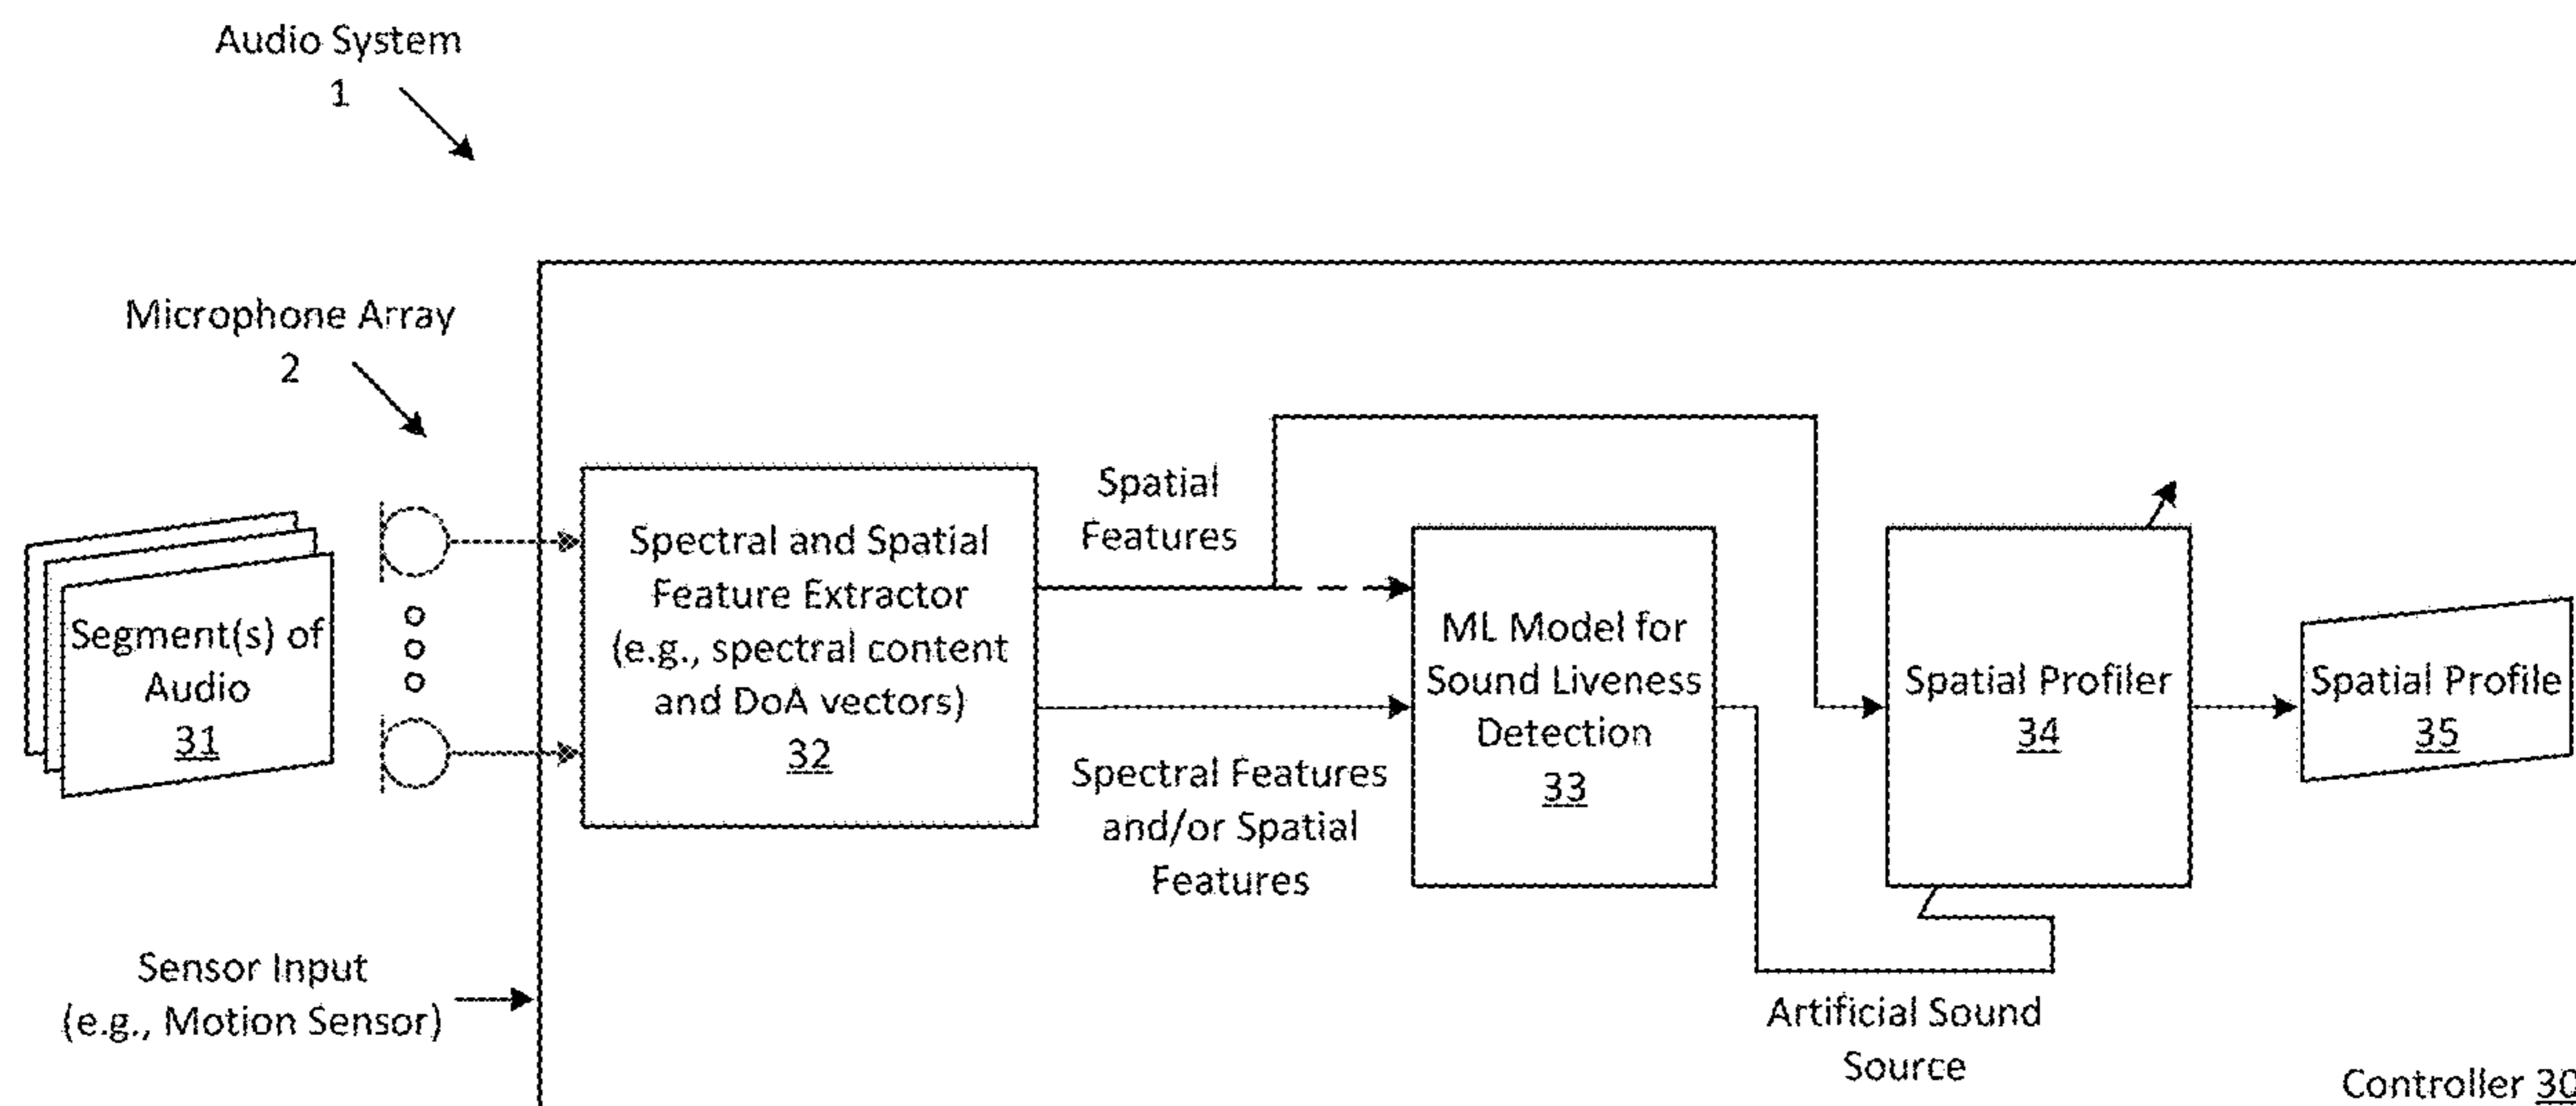 Audio System
1
Microphone Array
2
Segment(s) of
Audio
31
Sensor Input
(e.g., Motion Sensor)
Spectral and Spatial
Feature Extractor
(e.g., spectral content
and DoA vectors)
32
Spatial
Features
Spectral Features
and/or Spatial
Features
ML Model for
Sound Liveness
Detection
33
Artificial Sound
Source
Spatial Profiler
34
Spatial Profile
35
Controller 30